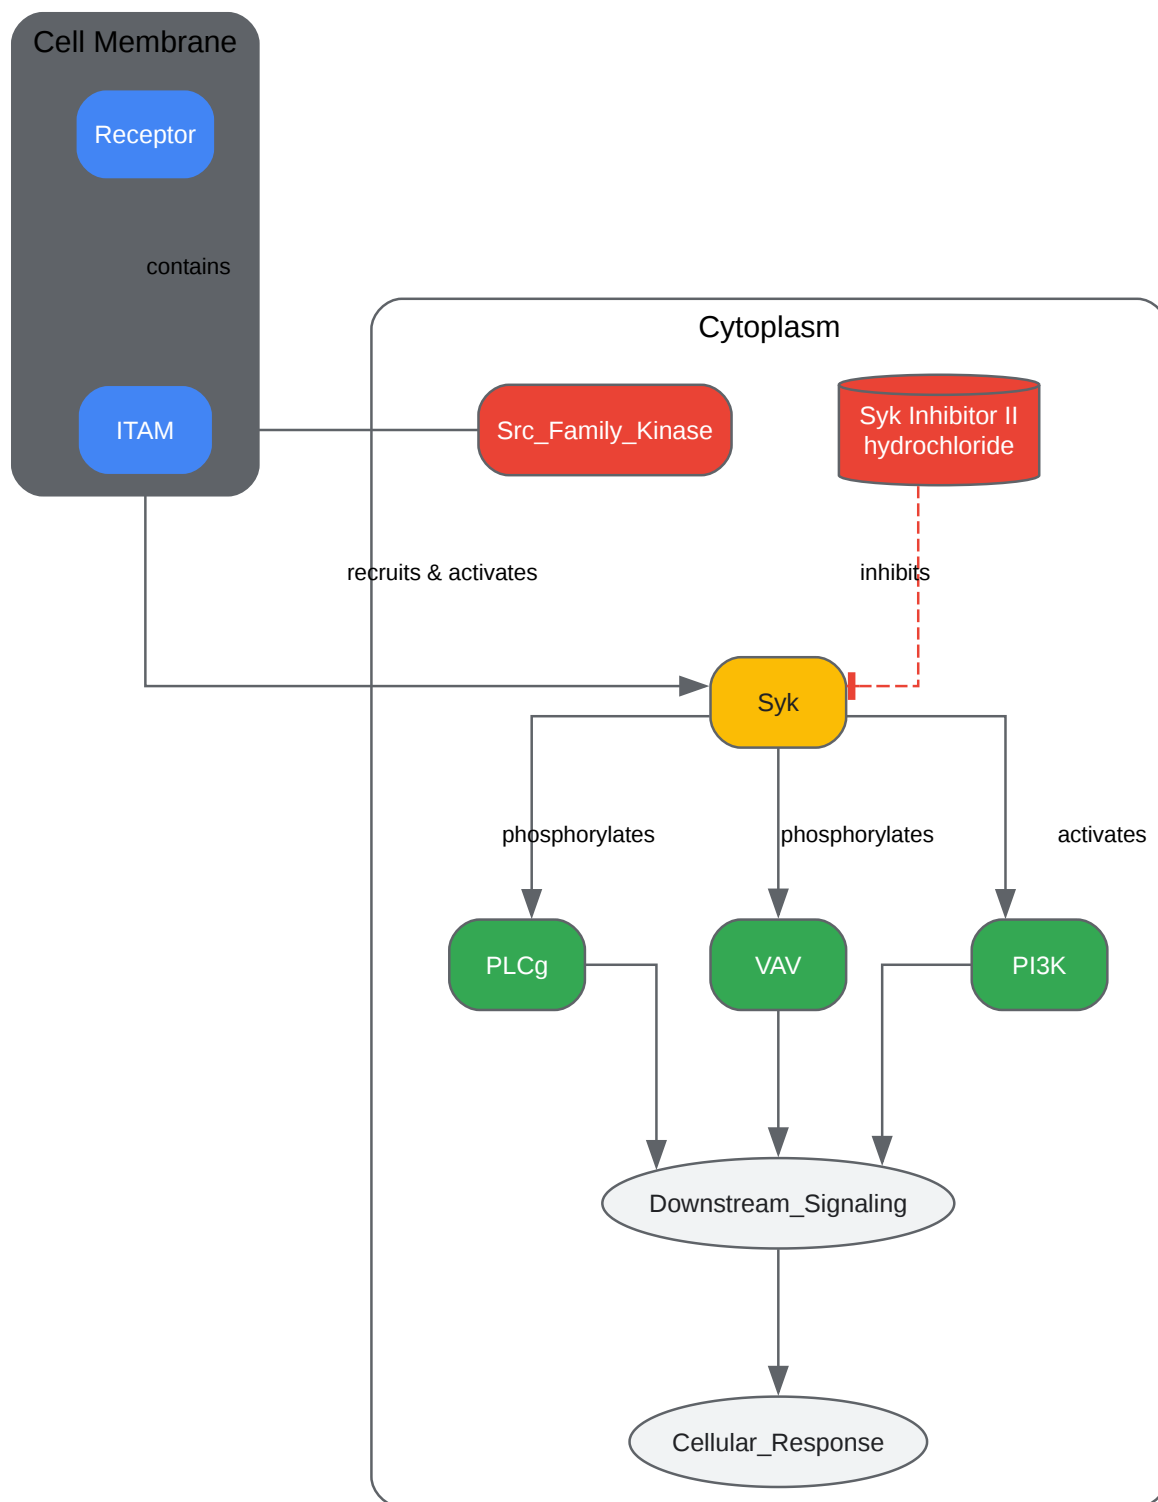 Cell Membrane
Receptor
contains
Cytoplasm
ITAM
Src_Family_Kinase
Syk Inhibitor II
hydrochloride
recruits & activates
inhibits
Syk
phosphorylates
phosphorylates
activates
PLCg
VAV
PI3K
Downstream_Signaling
Cellular_Response